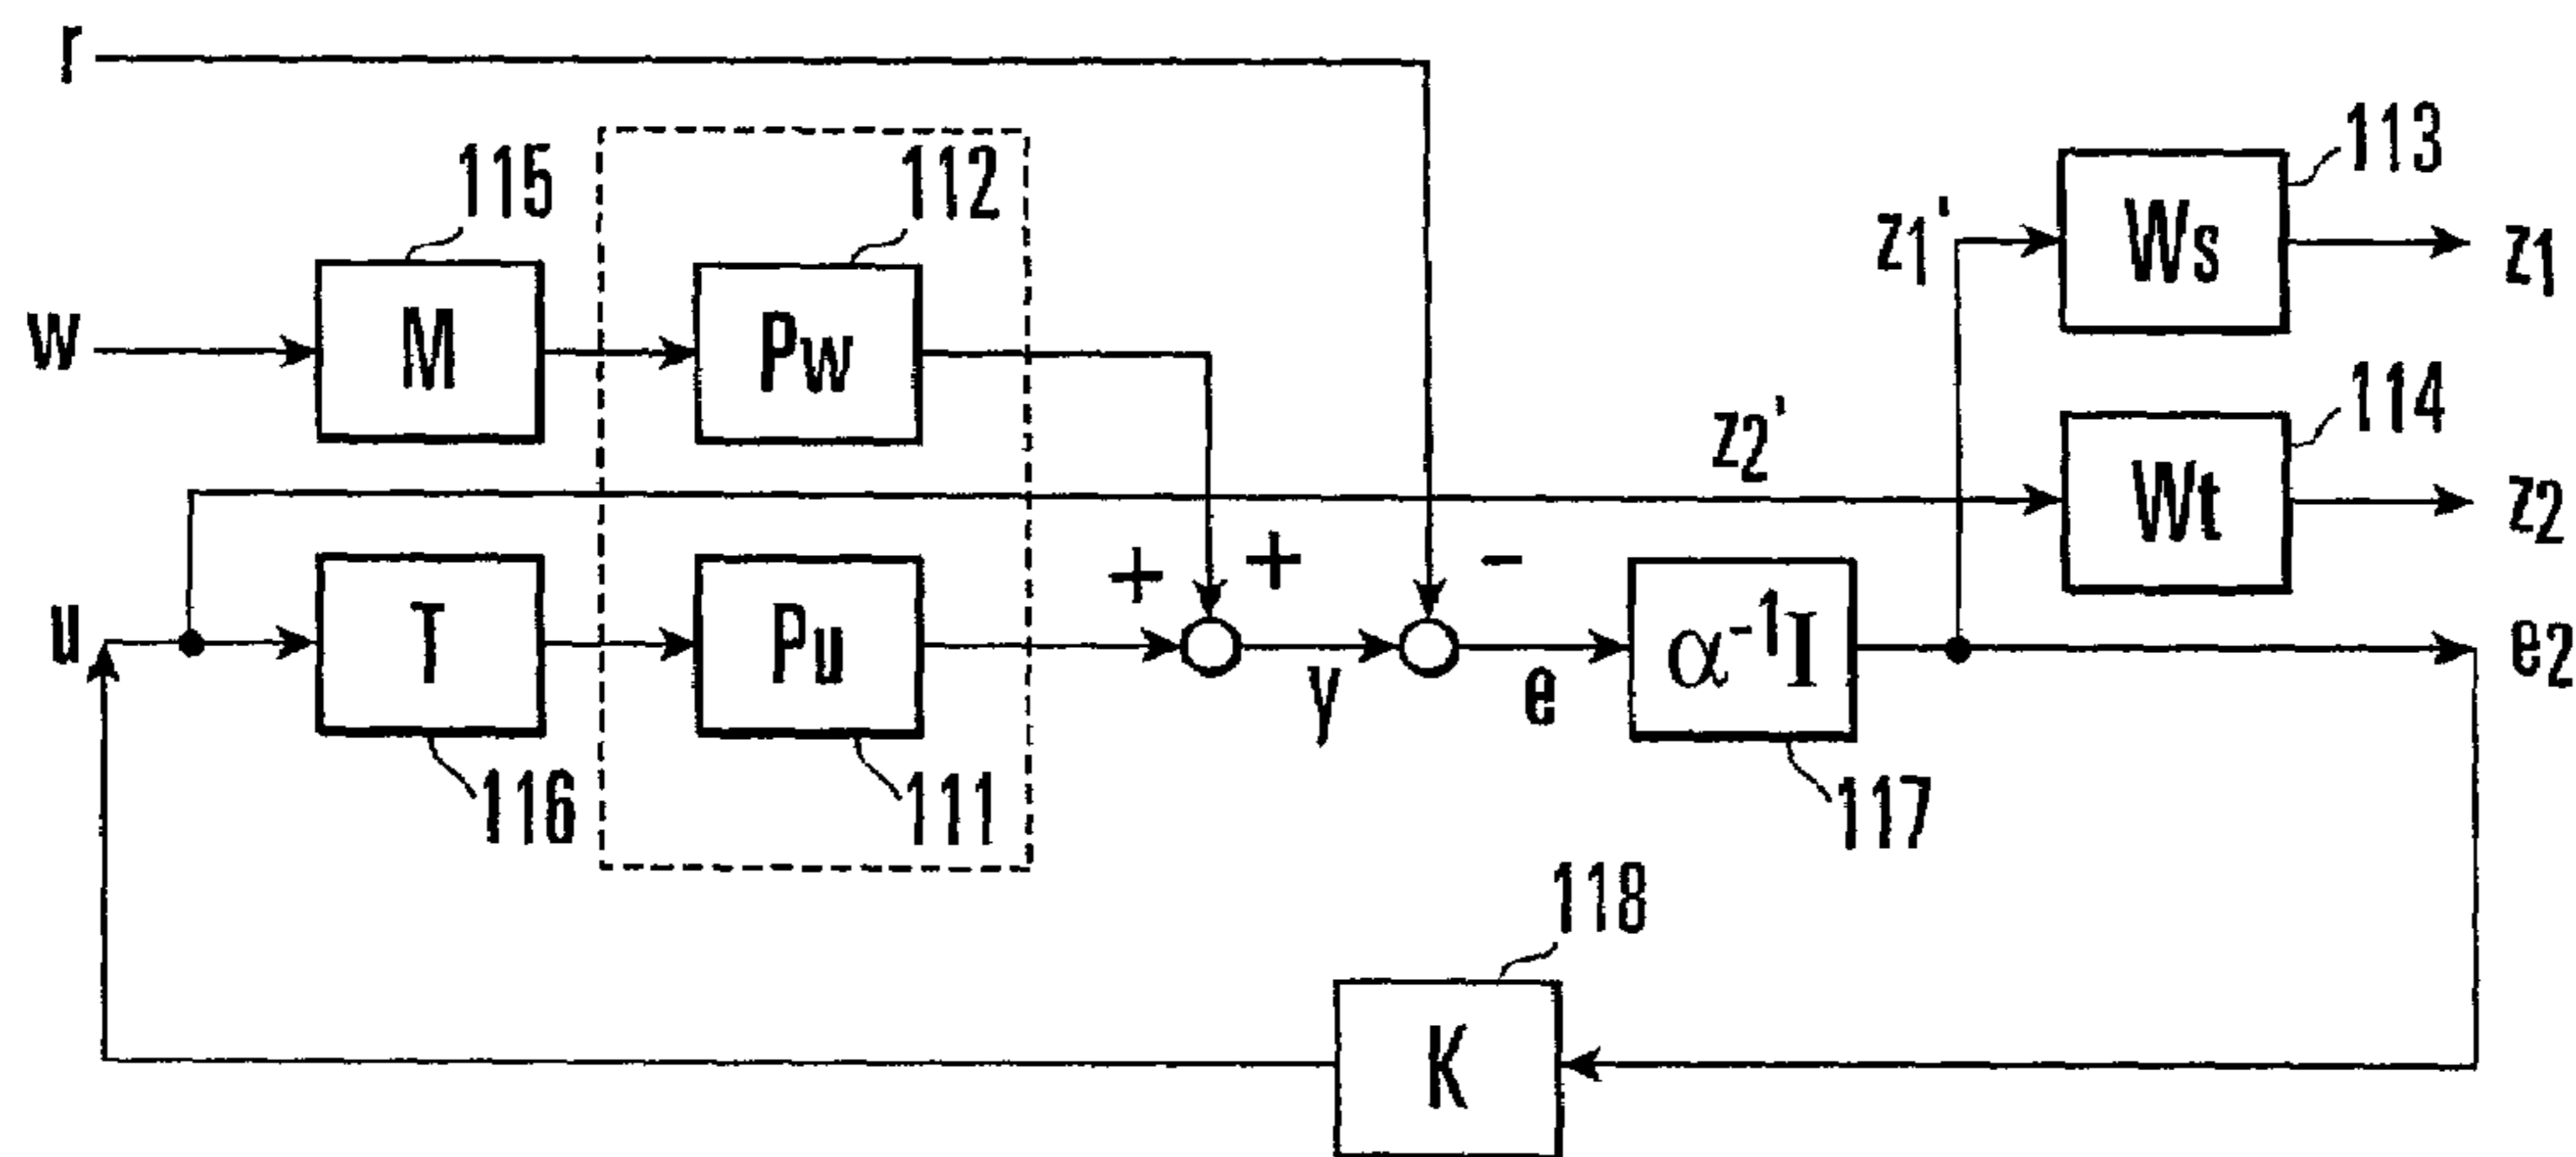 r
115
112
113
z1'
Ws
z1
w
M
Pw
114
z2'
Wt
z2
+ + -
u
T
Pu
α-1I
e2
y
e
116
111
117
118
K